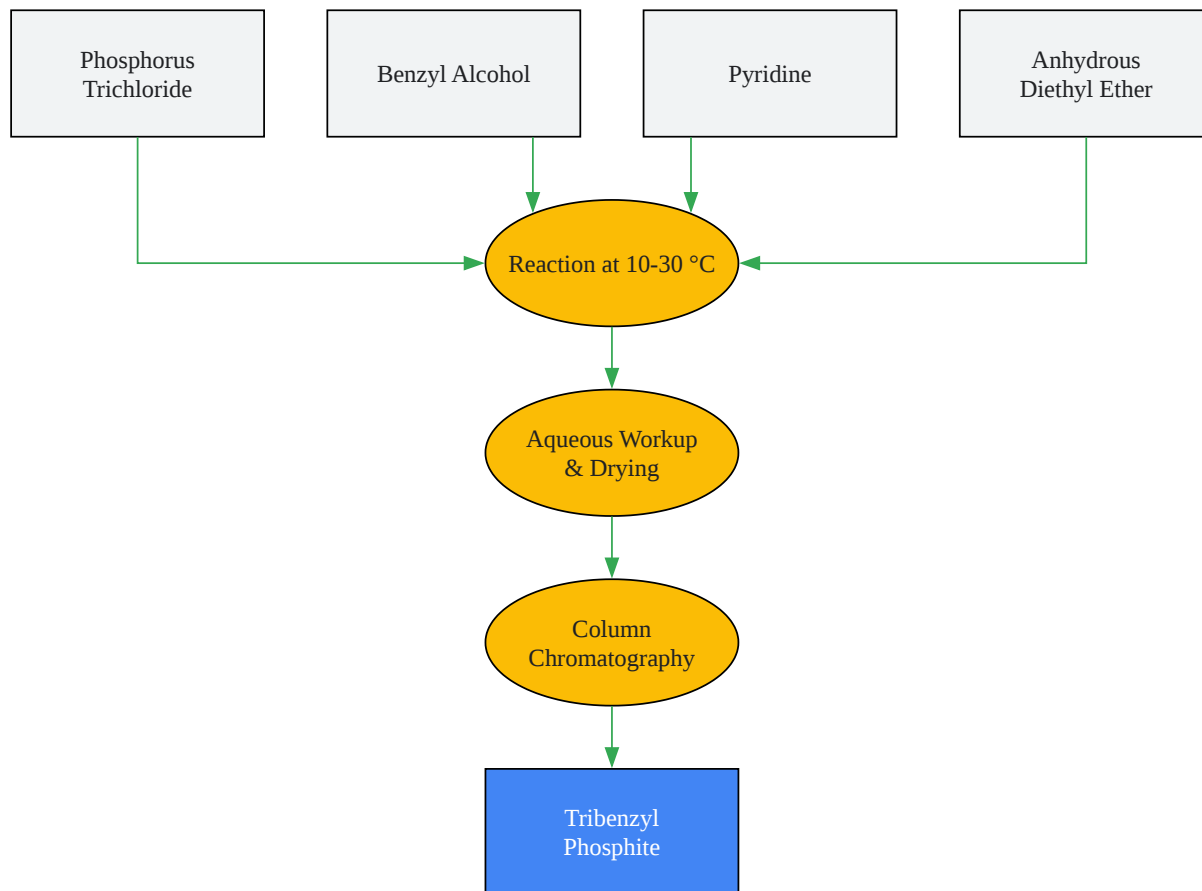 Phosphorus
Trichloride
Benzyl Alcohol
Pyridine
Anhydrous
Diethyl Ether
Reaction at 10-30 °C
Aqueous Workup
& Drying
Column
Chromatography
Tribenzyl
Phosphite